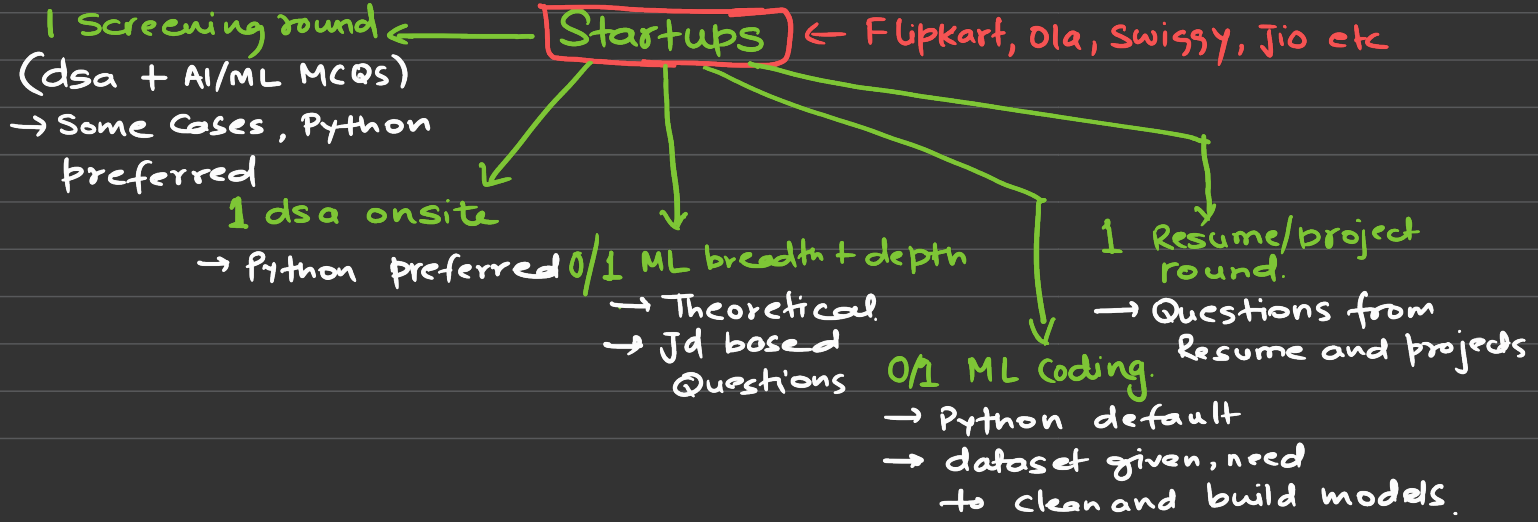 1 Screening round
(dsa + AI/ML MCQS)
→ Some Cases, Python
preferred
Startups
← Flipkart, Ola, Swiggy, Jio etc
1 dsa onsite
→ Python preferred
0/1 ML breadth + depth
→ Theoretical.
→ Jd based
Questions
0/1 ML Coding.
→ Python default
→ dataset given, need
to clean and build models.
1 Resume/project
round.
→ Questions from
Resume and projects